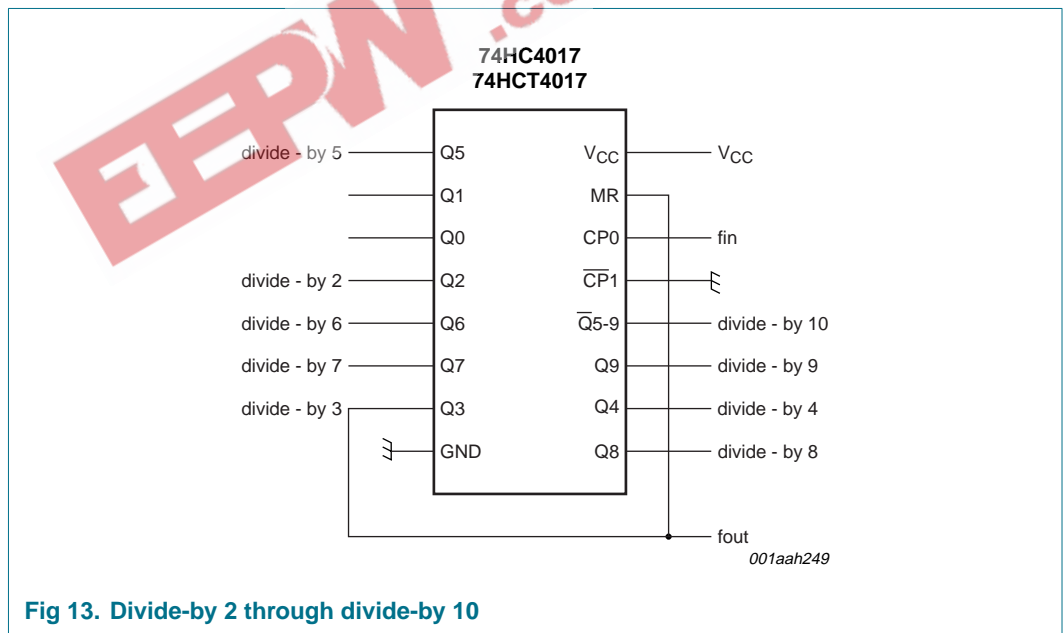 EEPW.co
74HC4017
74HCT4017
divide - by 5 Q5 VCC VCC
Q1 MR
Q0 CP0 fin
divide - by 2 Q2 CP1
divide - by 6 Q6 Q5-9 divide - by 10
divide - by 7 Q7 Q9 divide - by 9
divide - by 3 Q3 Q4 divide - by 4
GND Q8 divide - by 8
fout
001aah249
Fig 13. Divide-by 2 through divide-by 10